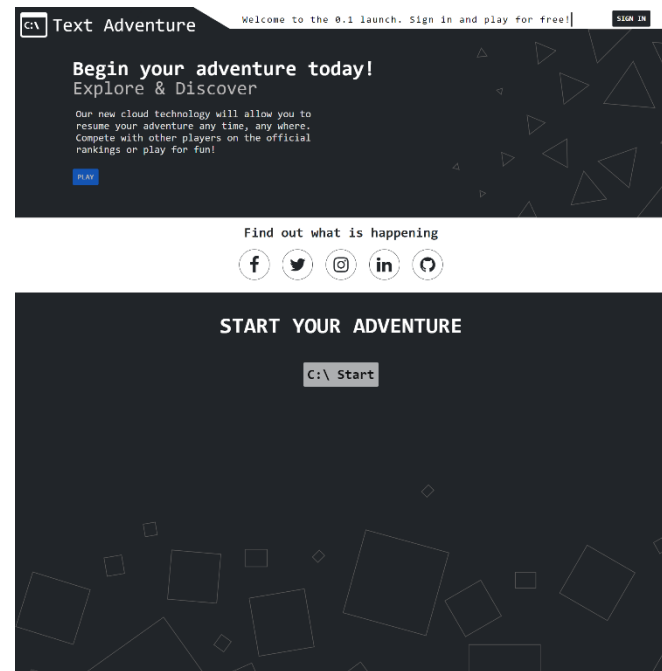 C:\ Text Adventure
Welcome to the 0.1 launch. Sign in and play for free!
SIGN IN
Begin your adventure today!
Explore & Discover
Our new cloud technology will allow you to
resume your adventure any time, any where.
Compete with other players on the official
rankings or play for fun!
PLAY
Find out what is happening
START YOUR ADVENTURE
C:\ Start